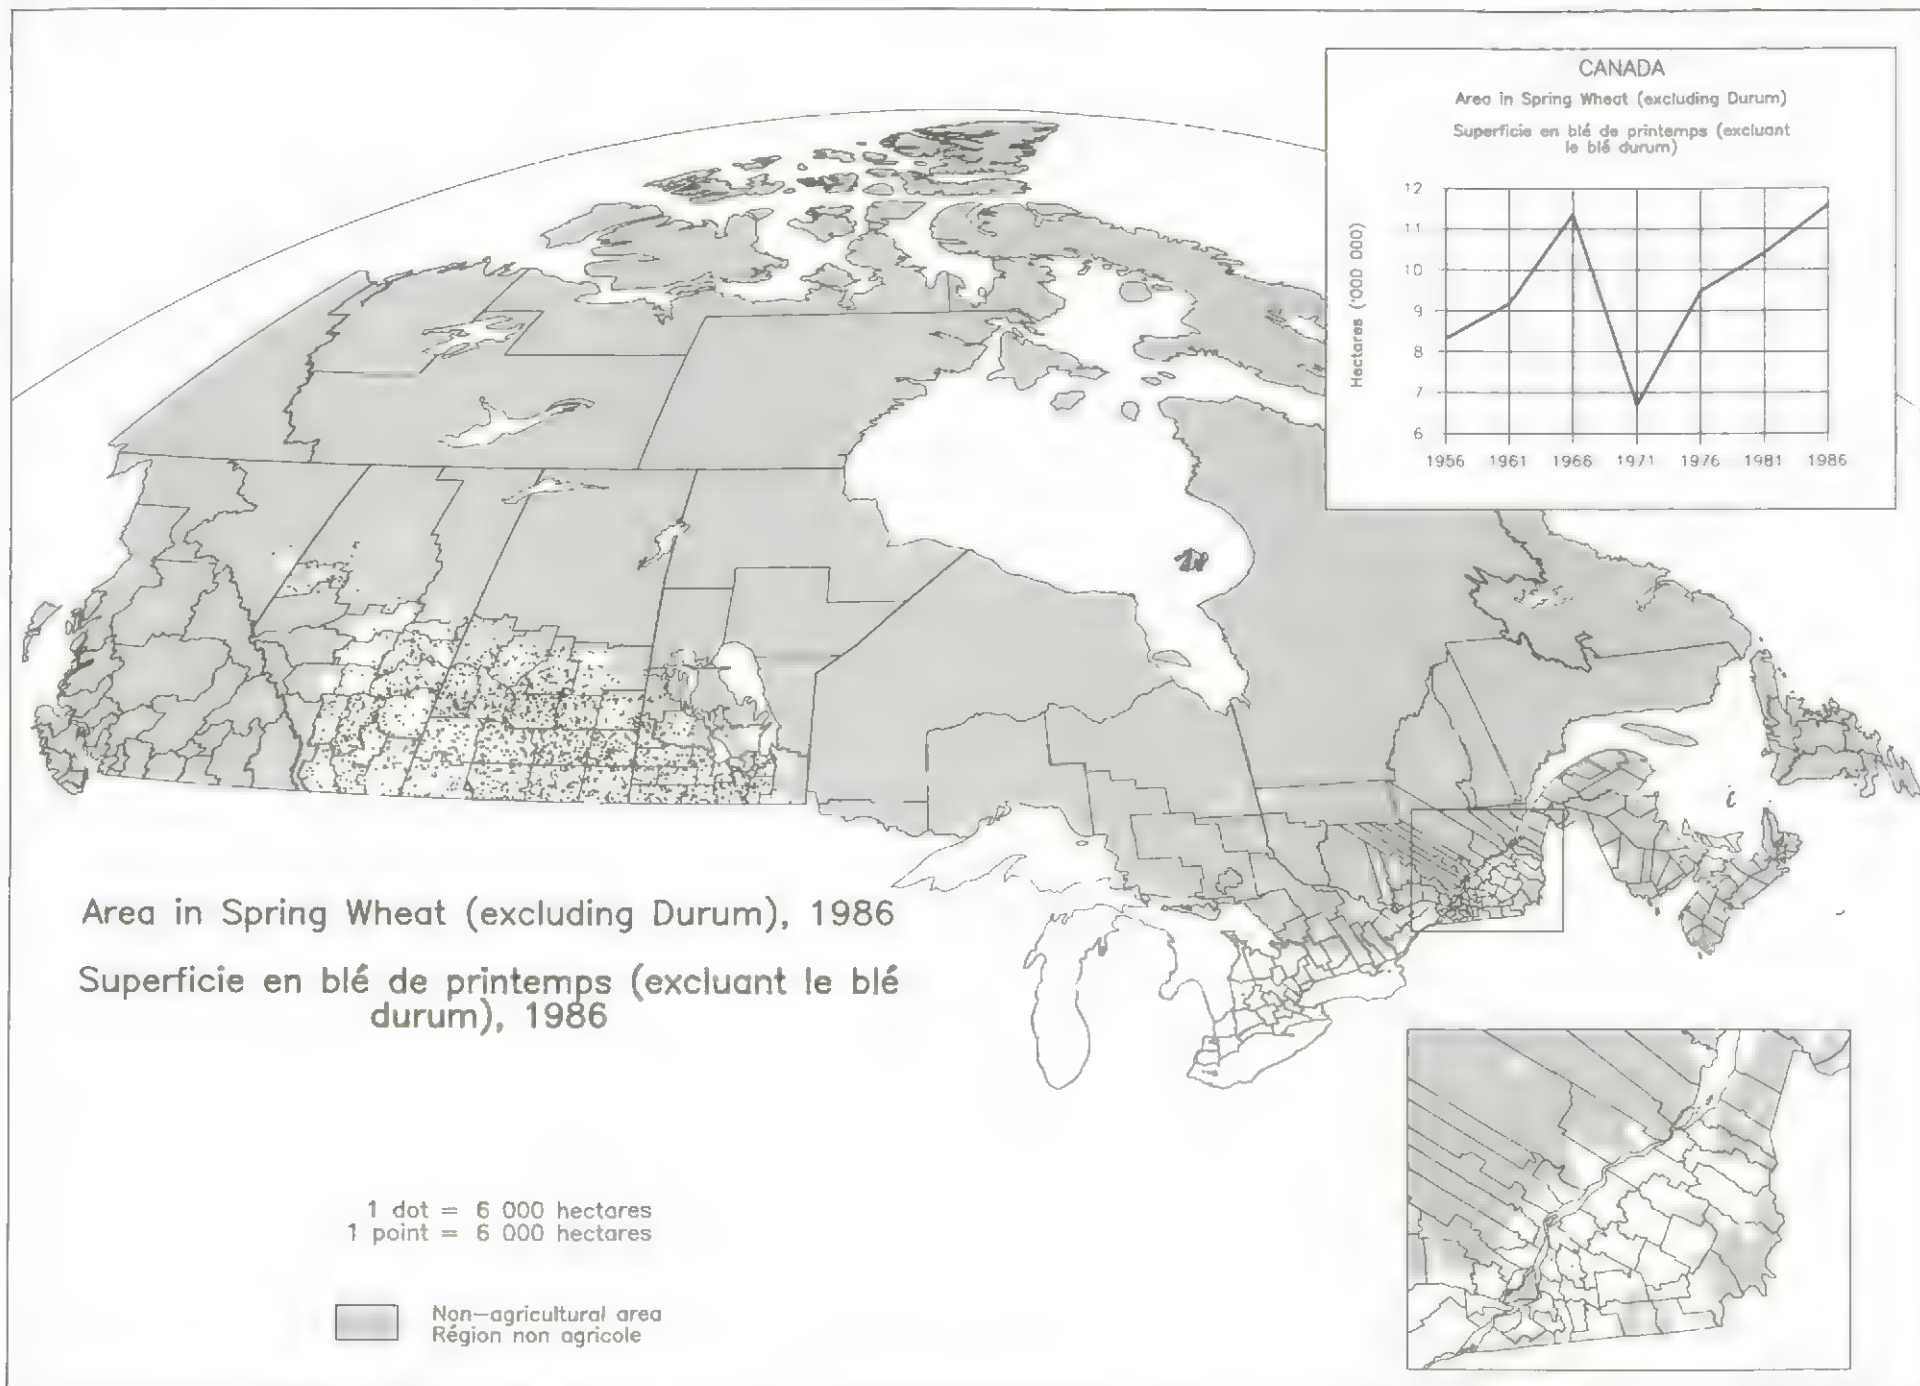 CANADA
Area in Spring Wheat (excluding Durum)
Superficie en blé de printemps (excluant
le blé durum)
Hectares ('000 000)
12
11
10
9
8
7
6
1956 1961 1966 1971 1976 1981 1986
Area in Spring Wheat (excluding Durum), 1986
Superficie en blé de printemps (excluant le blé
durum), 1986
1 dot = 6 000 hectares
1 point = 6 000 hectares
Non-agricultural area
Région non agricole